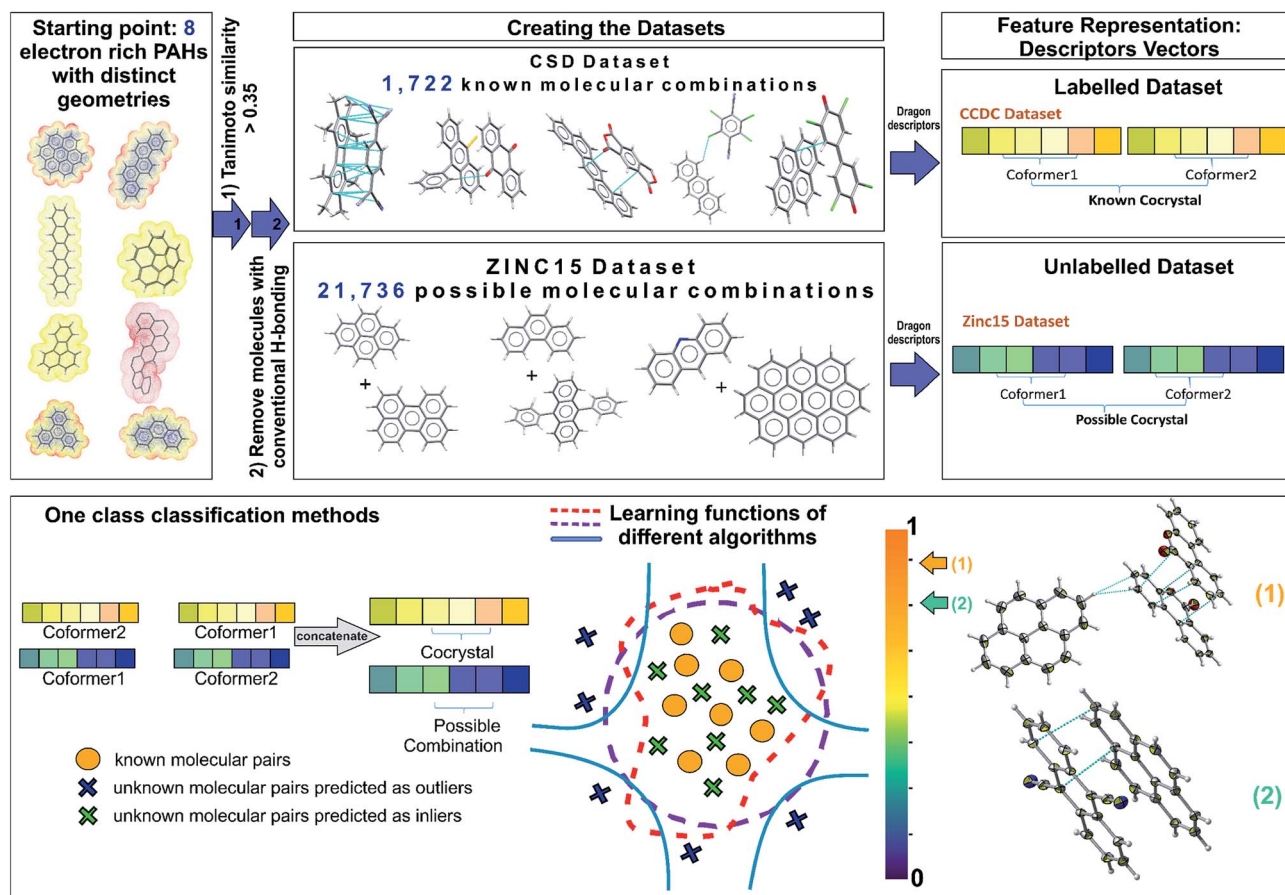 Starting point: 8
electron rich PAHs
with distinct
geometries
1) Tanimoto similarity
> 0.35
1
2
2) Remove molecules with
conventional H-bonding
Creating the Datasets
CSD Dataset
1,722 known molecular combinations
ZINC15 Dataset
21,736 possible molecular combinations
+
+
+
Feature Representation:
Descriptors Vectors
Dragon
descriptors
Labelled Dataset
CCDC Dataset
Coformer1
Coformer2
Known Cocrystal
Dragon
descriptors
Unlabelled Dataset
Zinc15 Dataset
Coformer1
Coformer2
Possible Cocrystal
One class classification methods
Coformer2
Coformer1
Coformer1
Coformer2
concatenate
Cocrystal
Possible
Combination
known molecular pairs
unknown molecular pairs predicted as outliers
unknown molecular pairs predicted as inliers
Learning functions of
different algorithms
1
(1)
(2)
0
(1)
(2)